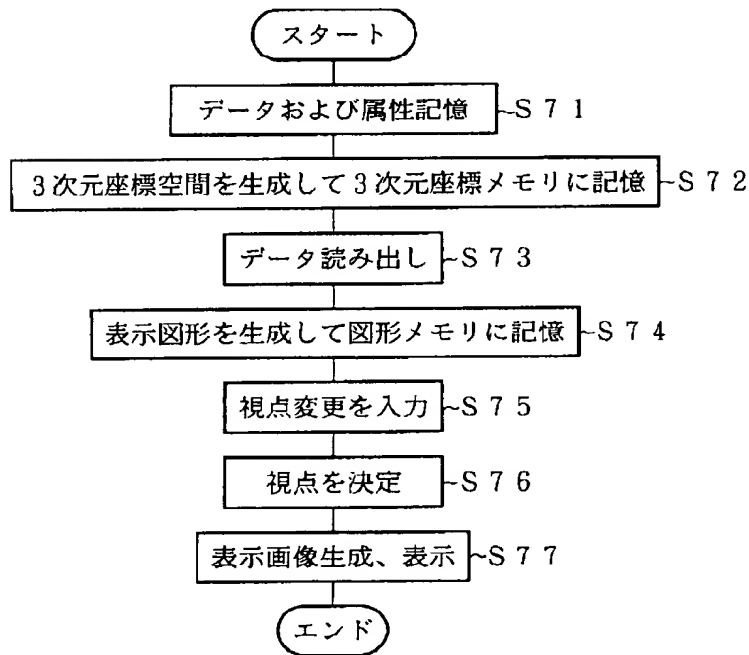 スタート
データおよび属性記憶 ~S71
3次元座標空間を生成して3次元座標メモリに記憶 ~S72
データ読み出し ~S73
表示図形を生成して図形メモリに記憶 ~S74
視点変更を入力 ~S75
視点を決定 ~S76
表示画像生成、表示 ~S77
エンド